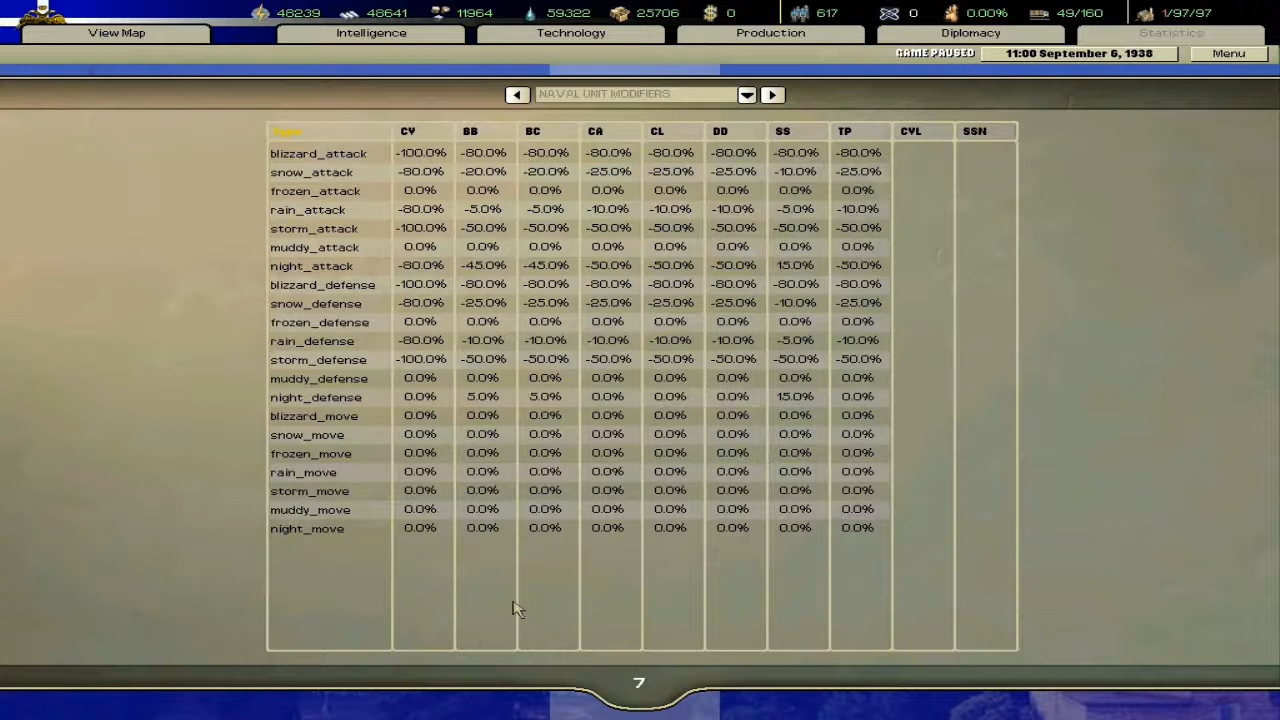 48239 48641 11964 59322 25706 0 617 0 0.00% 49/160 1/97/97
View Map Intelligence Technology Production Diplomacy Statistics
GAME PAUSED 11:00 September 6, 1938 Menu
NAVAL UNIT MODIFIERS
Type CV BB BC CA CL DD SS TP CVL SSN
blizzard_attack -100.0% -80.0% -80.0% -80.0% -80.0% -80.0% -80.0% -80.0%
snow_attack -80.0% -20.0% -20.0% -25.0% -25.0% -25.0% -10.0% -25.0%
frozen_attack 0.0% 0.0% 0.0% 0.0% 0.0% 0.0% 0.0% 0.0%
rain_attack -80.0% -5.0% -5.0% -10.0% -10.0% -10.0% -5.0% -10.0%
storm_attack -100.0% -50.0% -50.0% -50.0% -50.0% -50.0% -50.0% -50.0%
muddy_attack 0.0% 0.0% 0.0% 0.0% 0.0% 0.0% 0.0% 0.0%
night_attack -80.0% -45.0% -45.0% -50.0% -50.0% -50.0% 15.0% -50.0%
blizzard_defense -100.0% -80.0% -80.0% -80.0% -80.0% -80.0% -80.0% -80.0%
snow_defense -80.0% -25.0% -25.0% -25.0% -25.0% -25.0% -10.0% -25.0%
frozen_defense 0.0% 0.0% 0.0% 0.0% 0.0% 0.0% 0.0% 0.0%
rain_defense -80.0% -10.0% -10.0% -10.0% -10.0% -10.0% -5.0% -10.0%
storm_defense -100.0% -50.0% -50.0% -50.0% -50.0% -50.0% -50.0% -50.0%
muddy_defense 0.0% 0.0% 0.0% 0.0% 0.0% 0.0% 0.0% 0.0%
night_defense 0.0% 5.0% 5.0% 0.0% 0.0% 0.0% 15.0% 0.0%
blizzard_move 0.0% 0.0% 0.0% 0.0% 0.0% 0.0% 0.0% 0.0%
snow_move 0.0% 0.0% 0.0% 0.0% 0.0% 0.0% 0.0% 0.0%
frozen_move 0.0% 0.0% 0.0% 0.0% 0.0% 0.0% 0.0% 0.0%
rain_move 0.0% 0.0% 0.0% 0.0% 0.0% 0.0% 0.0% 0.0%
storm_move 0.0% 0.0% 0.0% 0.0% 0.0% 0.0% 0.0% 0.0%
muddy_move 0.0% 0.0% 0.0% 0.0% 0.0% 0.0% 0.0% 0.0%
night_move 0.0% 0.0% 0.0% 0.0% 0.0% 0.0% 0.0% 0.0%
7